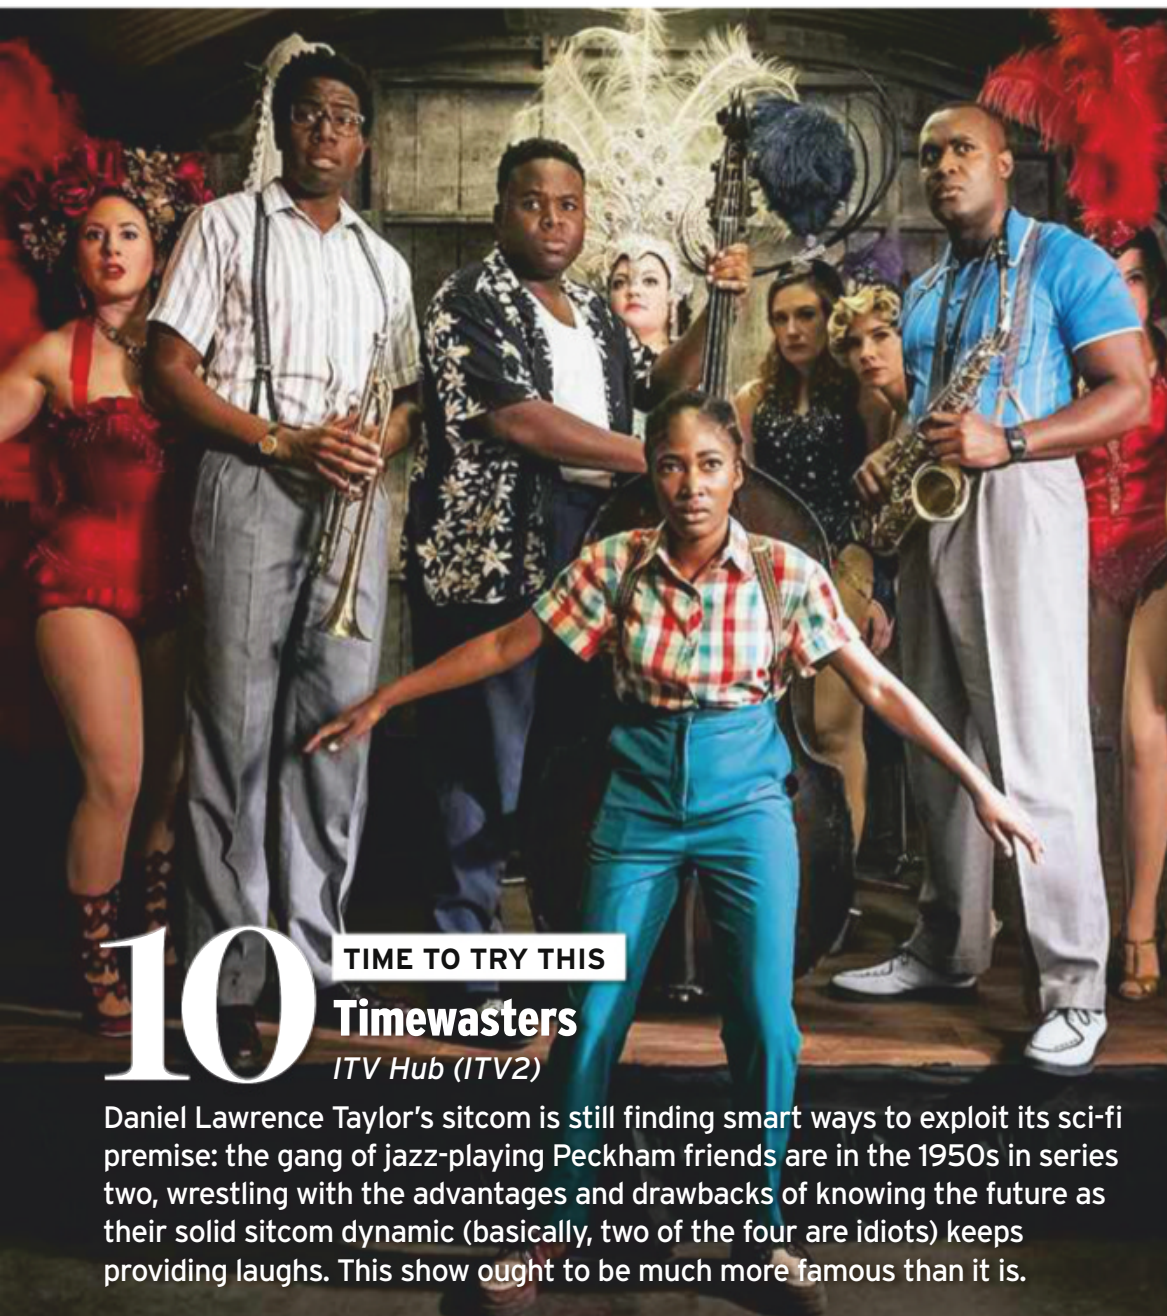 10
TIME TO TRY THIS
Timewasters
ITV Hub (ITV2)
Daniel Lawrence Taylor’s sitcom is still finding smart ways to exploit its sci-fi
premise: the gang of jazz-playing Peckham friends are in the 1950s in series
two, wrestling with the advantages and drawbacks of knowing the future as
their solid sitcom dynamic (basically, two of the four are idiots) keeps
providing laughs. This show ought to be much more famous than it is.